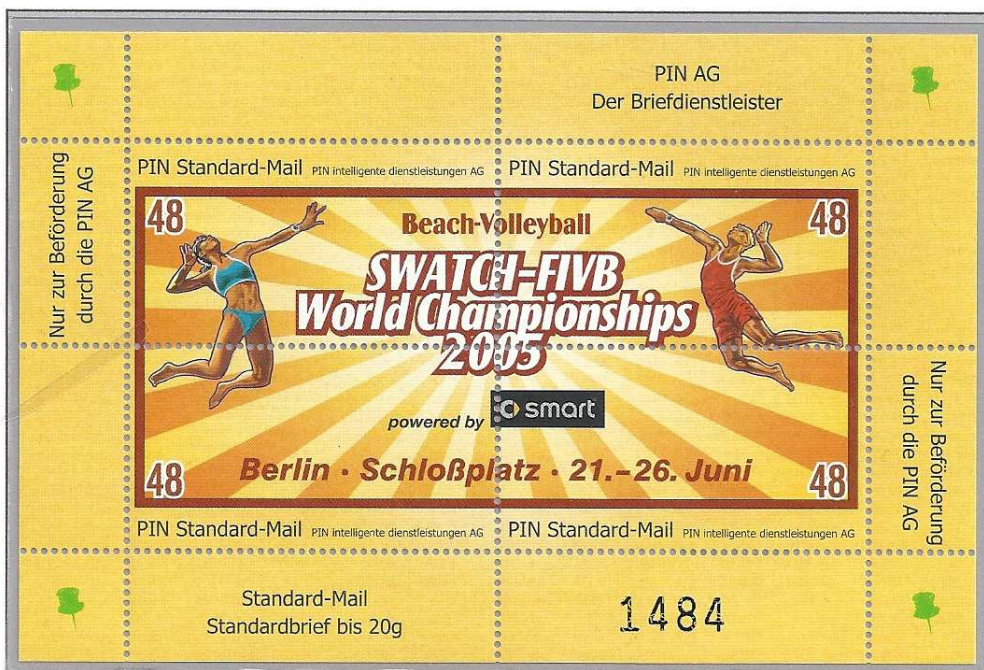 PIN AG
Der Briefdienstleister
PIN Standard-Mail PIN intelligente dienstleistungen AG
PIN Standard-Mail PIN intelligente dienstleistungen AG
Nur zur Beförderung
durch die PIN AG
48
48
Beach-Volleyball
SWATCH-FIVB
World Championships
2005
powered by smart
Berlin · Schloßplatz · 21.–26. Juni
48
48
Nur zur Beförderung
durch die PIN AG
PIN Standard-Mail PIN intelligente dienstleistungen AG
PIN Standard-Mail PIN intelligente dienstleistungen AG
Standard-Mail
Standardbrief bis 20g
1484